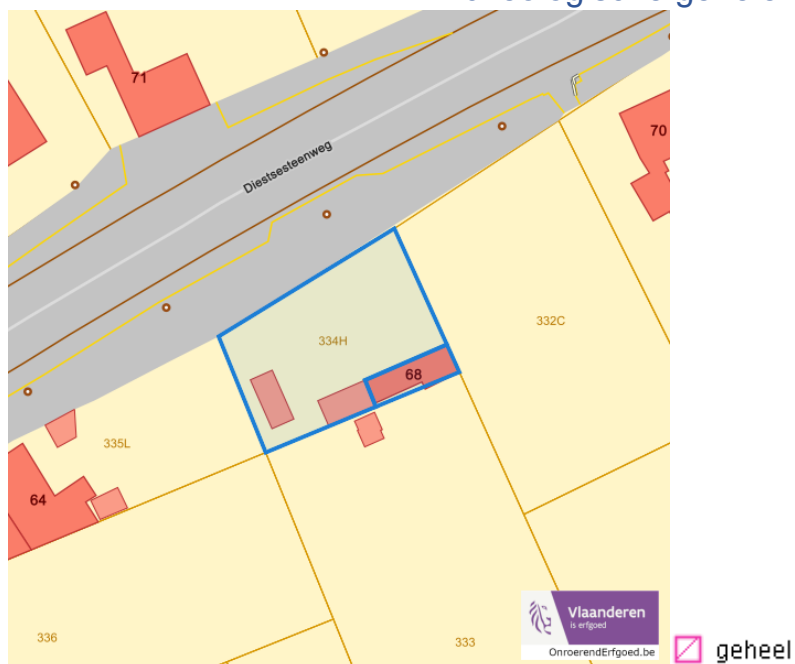 71
Diestsesteenweg
70
334H
332C
68
335L
64
Vlaanderen
is erfgoed
OnroerendErfgoed.be
336
333
geheel